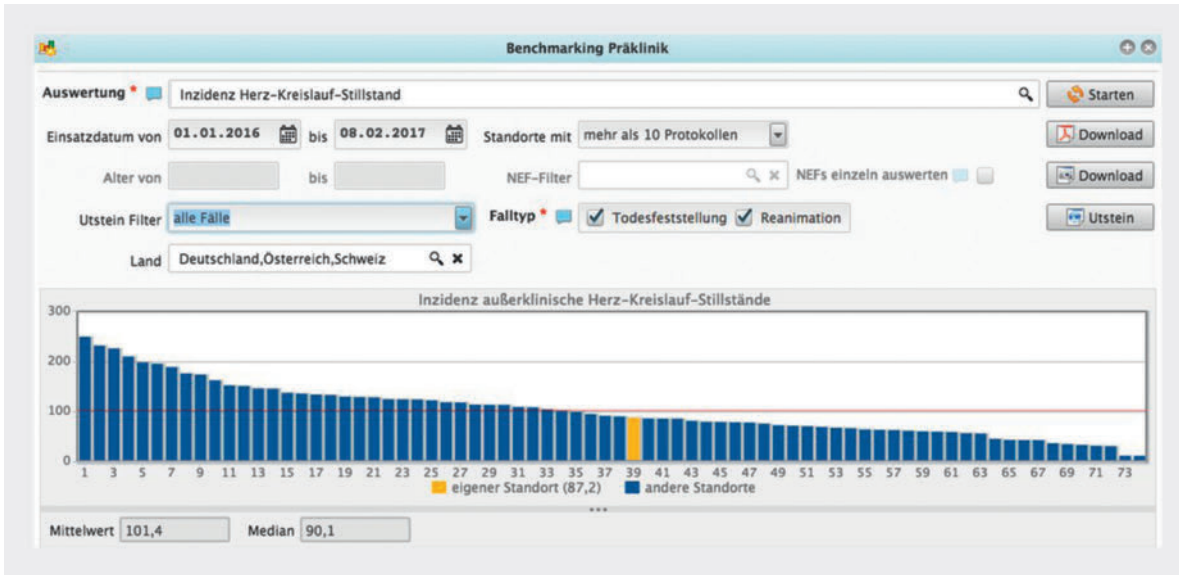 Benchmarking Präklinik
Auswertung * Inzidenz Herz-Kreislauf-Stillstand Starten
Einsatzdatum von 01.01.2016 bis 08.02.2017 Standorte mit mehr als 10 Protokollen Download
Alter von bis NEF-Filter NEFs einzeln auswerten Download
Utstein Filter alle Fälle Falltyp * Todesfeststellung Reanimation Utstein
Land Deutschland,Österreich,Schweiz
Inzidenz außerklinische Herz-Kreislauf-Stillstände
300
200
100
0
1 3 5 7 9 11 13 15 17 19 21 23 25 27 29 31 33 35 37 39 41 43 45 47 49 51 53 55 57 59 61 63 65 67 69 71 73
eigener Standort (87,2) andere Standorte
Mittelwert 101,4 Median 90,1